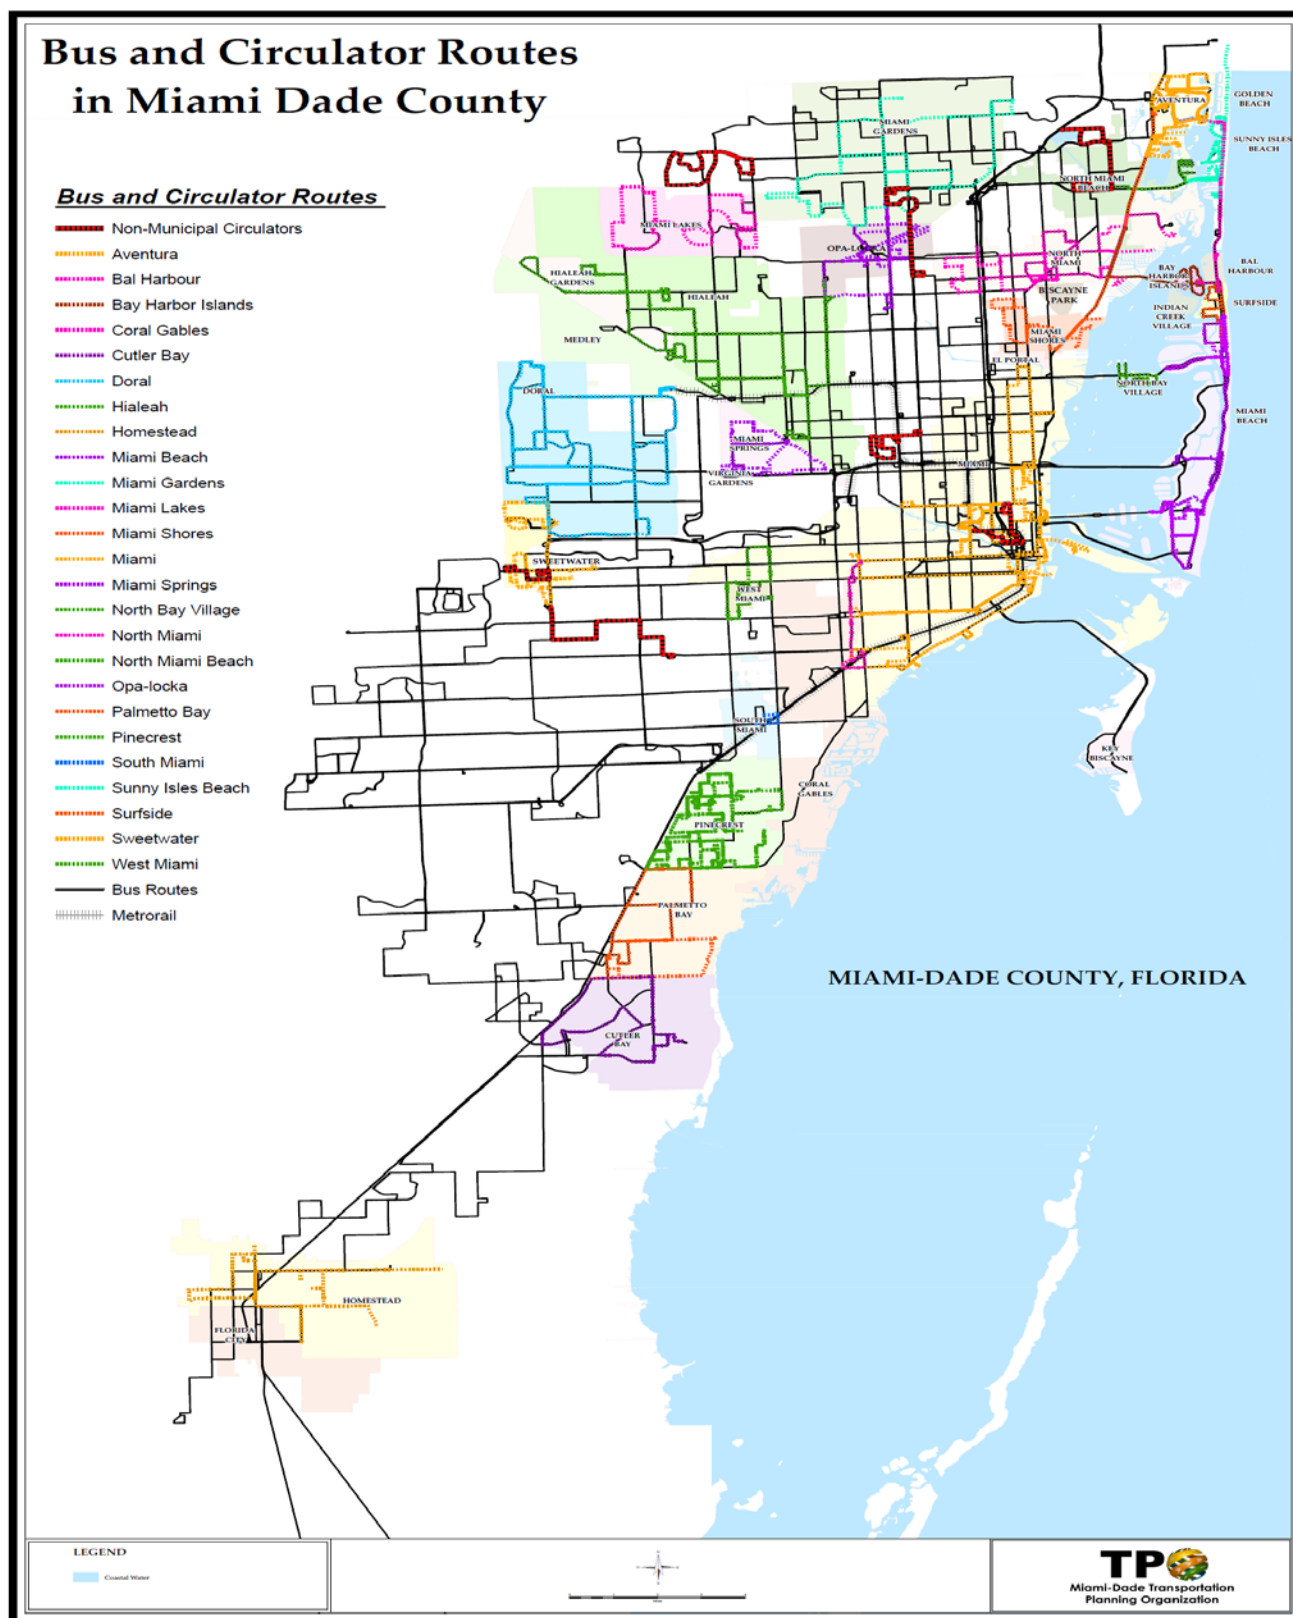 Bus and Circulator Routes
in Miami Dade County
Bus and Circulator Routes
Non-Municipal Circulators
Aventura
Bal Harbour
Bay Harbor Islands
Coral Gables
Cutler Bay
Doral
Hialeah
Homestead
Miami Beach
Miami Gardens
Miami Lakes
Miami Shores
Miami
Miami Springs
North Bay Village
North Miami
North Miami Beach
Opa-locka
Palmetto Bay
Pinecrest
South Miami
Sunny Isles Beach
Surfside
Sweetwater
West Miami
Bus Routes
Metrorail
AVENTURA
GOLDEN
BEACH
MIAMI
GARDENS
SUNNY ISLES
BEACH
NORTH MIAMI
BEACH
MIAMI LAKES
OPA-LOCKA
NORTH
MIAMI
BAL
HARBOUR
BAY
HARBOR
ISLANDS
HIALEAH
GARDENS
HIALEAH
BISCAYNE
PARK
SURFSIDE
INDIAN
CREEK
VILLAGE
MEDLEY
MIAMI
SHORES
EL PORTAL
DORAL
NORTH BAY
VILLAGE
MIAMI
BEACH
MIAMI
SPRINGS
MIAMI
VIRGINIA
GARDENS
SWEETWATER
WEST
MIAMI
SOUTH
MIAMI
KEY
BISCAYNE
CORAL
GABLES
PINECREST
PALMETTO
BAY
MIAMI-DADE COUNTY, FLORIDA
CUTLER
BAY
HOMESTEAD
FLORIDA
CITY
LEGEND
Coastal Water
TPO
Miami-Dade Transportation
Planning Organization